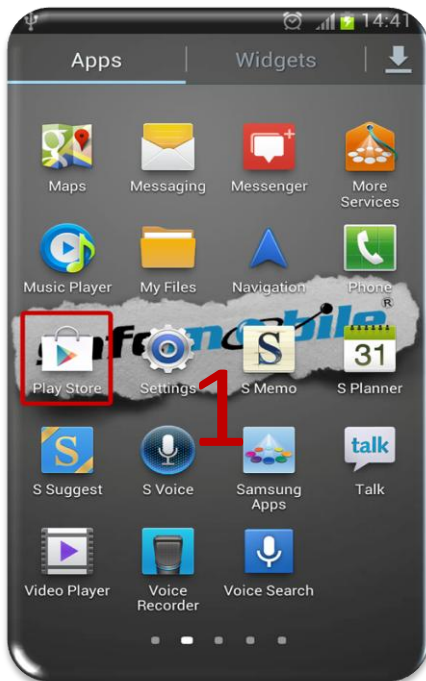 14:41
Apps
Widgets
Maps
Messaging
Messenger
More
Services
Music Player
My Files
Navigation
Phone
mobile®
Play Store
Settings
S Memo
31
S Planner
1
S
S
S Suggest
S Voice
Samsung
Apps
talk
Talk
Video Player
Voice
Recorder
Voice Search